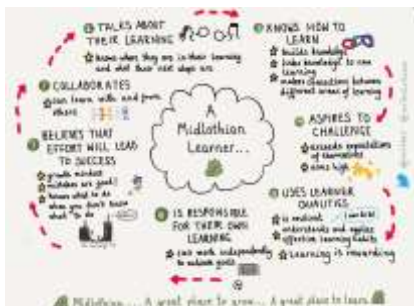 TALKS ABOUT
THEIR LEARNING
knows where they are in their learning
and what their next steps are
KNOWS HOW TO
LEARN
builds knowledge
links knowledge to own
learning
makes connections between
different areas of learning
ASPIRES TO
CHALLENGE
exceeds expectations
of themselves
aims high
USES LEARNER
QUALITIES
is resilient
understands and applies
effective learning habits
Learning is rewarding
IS RESPONSIBLE
FOR THEIR OWN
LEARNING
can work independently
to achieve goals
BELIEVES THAT
EFFORT WILL LEAD
TO SUCCESS
growth mindset
mistakes are good!
knows what to do
when you don't know
what to do
COLLABORATES
can learn with and from
others
A
Midlothian
Learner...
Midlothian... A great place to grow... A great place to learn